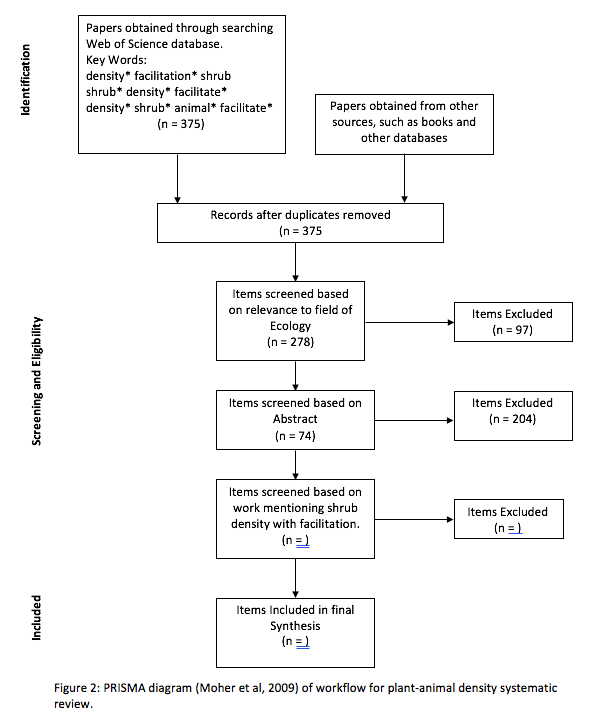 Identification
Papers obtained through searching
Web of Science database.
Key Words:
density* facilitation* shrub
shrub* density* facilitate*
density* shrub* animal* facilitate*
(n = 375)
Papers obtained from other
sources, such as books and
other databases
Records after duplicates removed
(n = 375
Screening and Eligibility
Items screened based
on relevance to field of
Ecology
(n = 278)
Items Excluded
(n = 97)
Items screened based on
Abstract
(n = 74)
Items Excluded
(n = 204)
Items screened based on
work mentioning shrub
density with facilitation.
(n = )
Items Excluded
(n = )
Included
Items Included in final
Synthesis
(n = )
Figure 2: PRISMA diagram (Moher et al, 2009) of workflow for plant-animal density systematic
review.